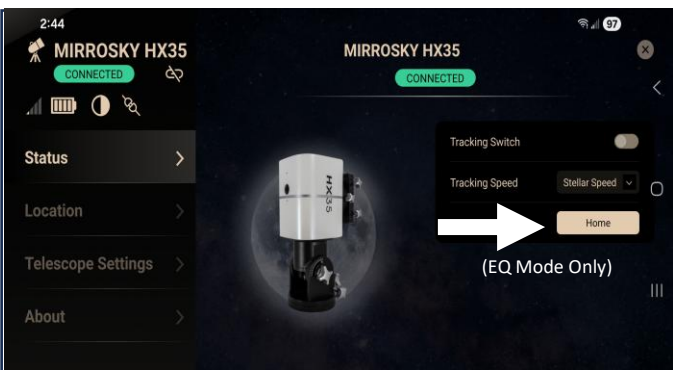 2:44
97
MIRROSKY HX35
CONNECTED
Status
Location
Telescope Settings
About
MIRROSKY HX35
CONNECTED
HX35
Tracking Switch
Tracking Speed
Stellar Speed
Home
(EQ Mode Only)